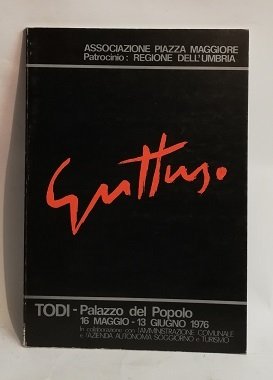 ASSOCIAZIONE PIAZZA MAGGIORE
Patrocinio: REGIONE DELL'UMBRIA
Guttuso.
TODI - Palazzo del Popolo
16 MAGGIO - 13 GIUGNO 1976
In collaborazione con l'AMMINISTRAZIONE COMUNALE
e l'AZIENDA AUTONOMA SOGGIORNO e TURISMO